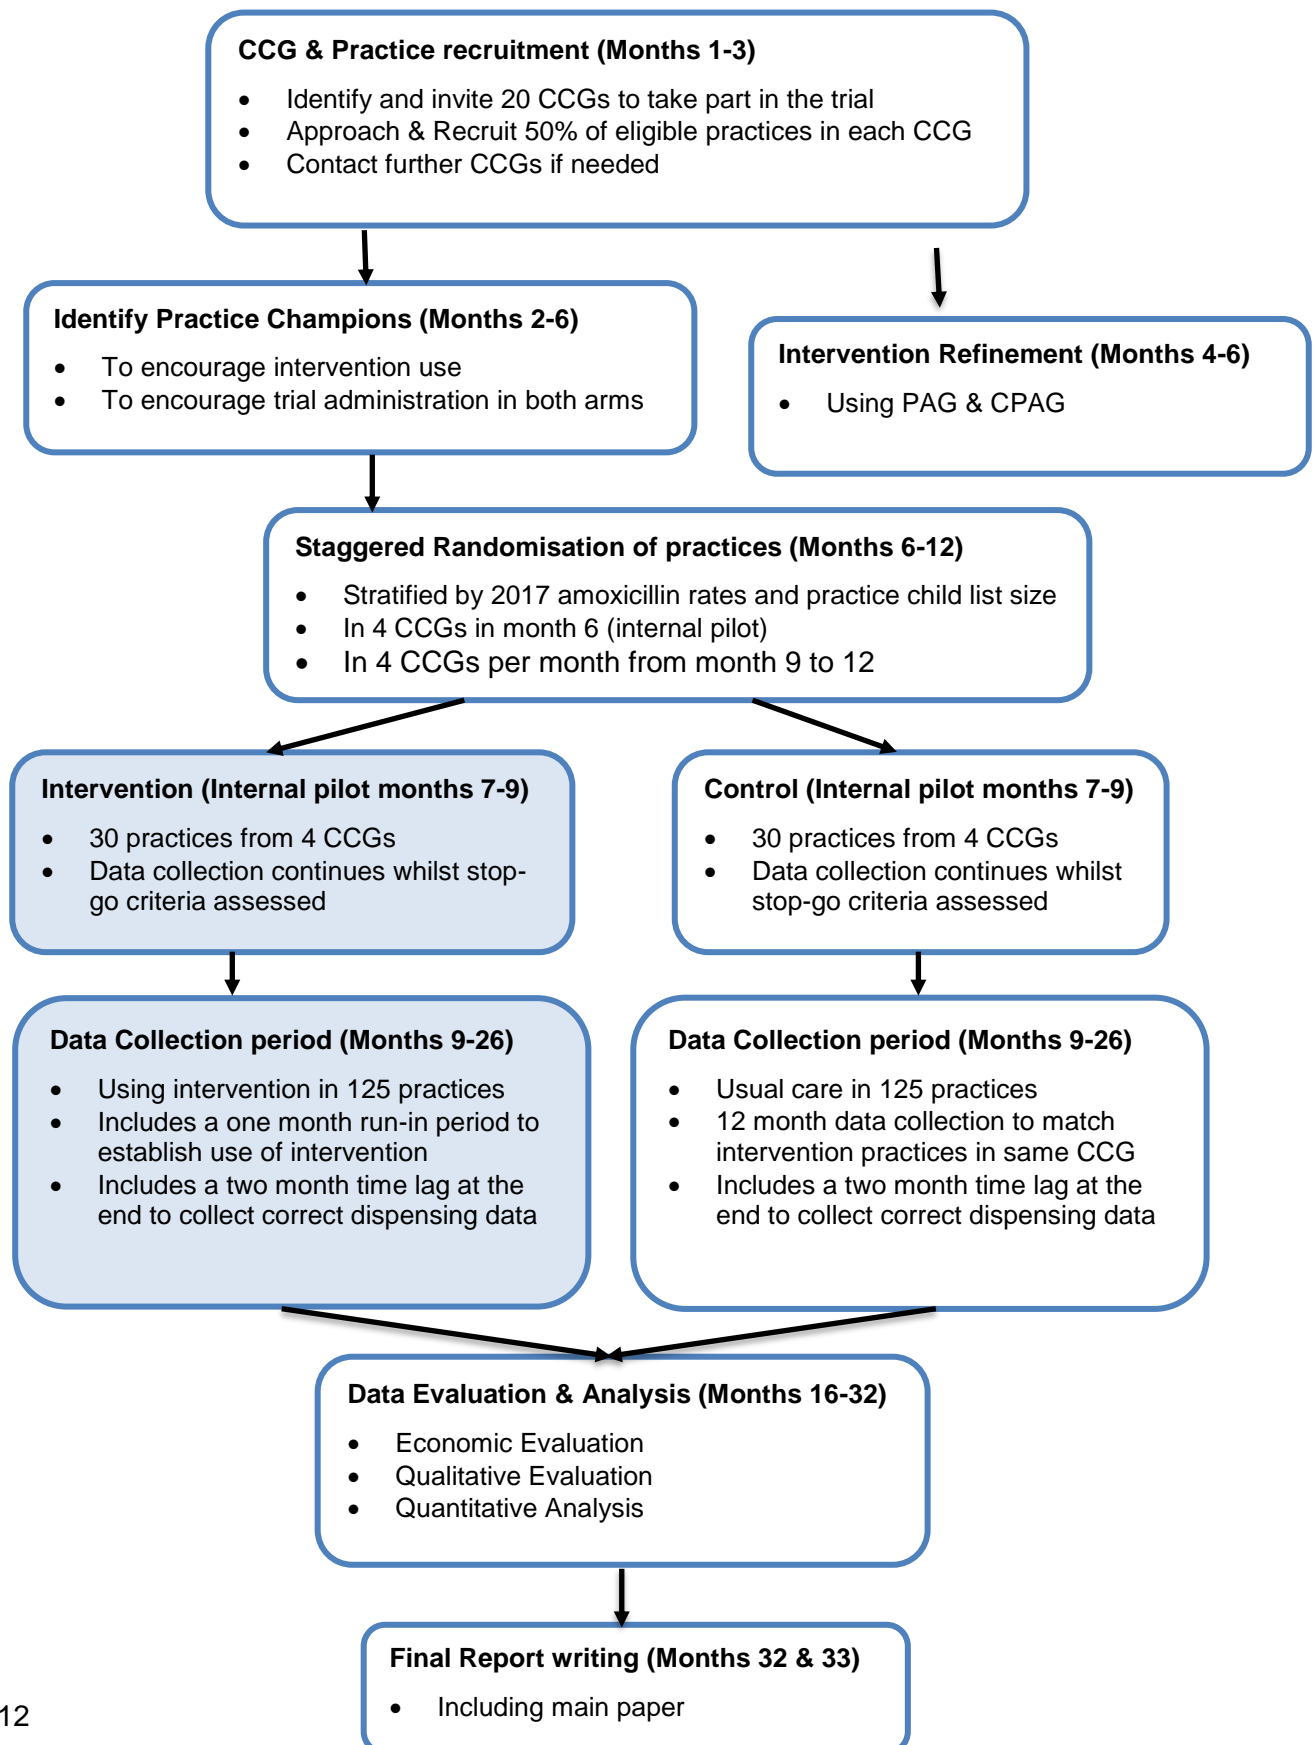 CCG & Practice recruitment (Months 1-3)
• Identify and invite 20 CCGs to take part in the trial
• Approach & Recruit 50% of eligible practices in each CCG
• Contact further CCGs if needed
Identify Practice Champions (Months 2-6)
• To encourage intervention use
• To encourage trial administration in both arms
Intervention Refinement (Months 4-6)
• Using PAG & CPAG
Staggered Randomisation of practices (Months 6-12)
• Stratified by 2017 amoxicillin rates and practice child list size
• In 4 CCGs in month 6 (internal pilot)
• In 4 CCGs per month from month 9 to 12
Intervention (Internal pilot months 7-9)
• 30 practices from 4 CCGs
• Data collection continues whilst stop-
go criteria assessed
Control (Internal pilot months 7-9)
• 30 practices from 4 CCGs
• Data collection continues whilst
stop-go criteria assessed
Data Collection period (Months 9-26)
• Using intervention in 125 practices
• Includes a one month run-in period to
establish use of intervention
• Includes a two month time lag at the
end to collect correct dispensing data
Data Collection period (Months 9-26)
• Usual care in 125 practices
• 12 month data collection to match
intervention practices in same CCG
• Includes a two month time lag at the
end to collect correct dispensing data
Data Evaluation & Analysis (Months 16-32)
• Economic Evaluation
• Qualitative Evaluation
• Quantitative Analysis
Final Report writing (Months 32 & 33)
• Including main paper
12